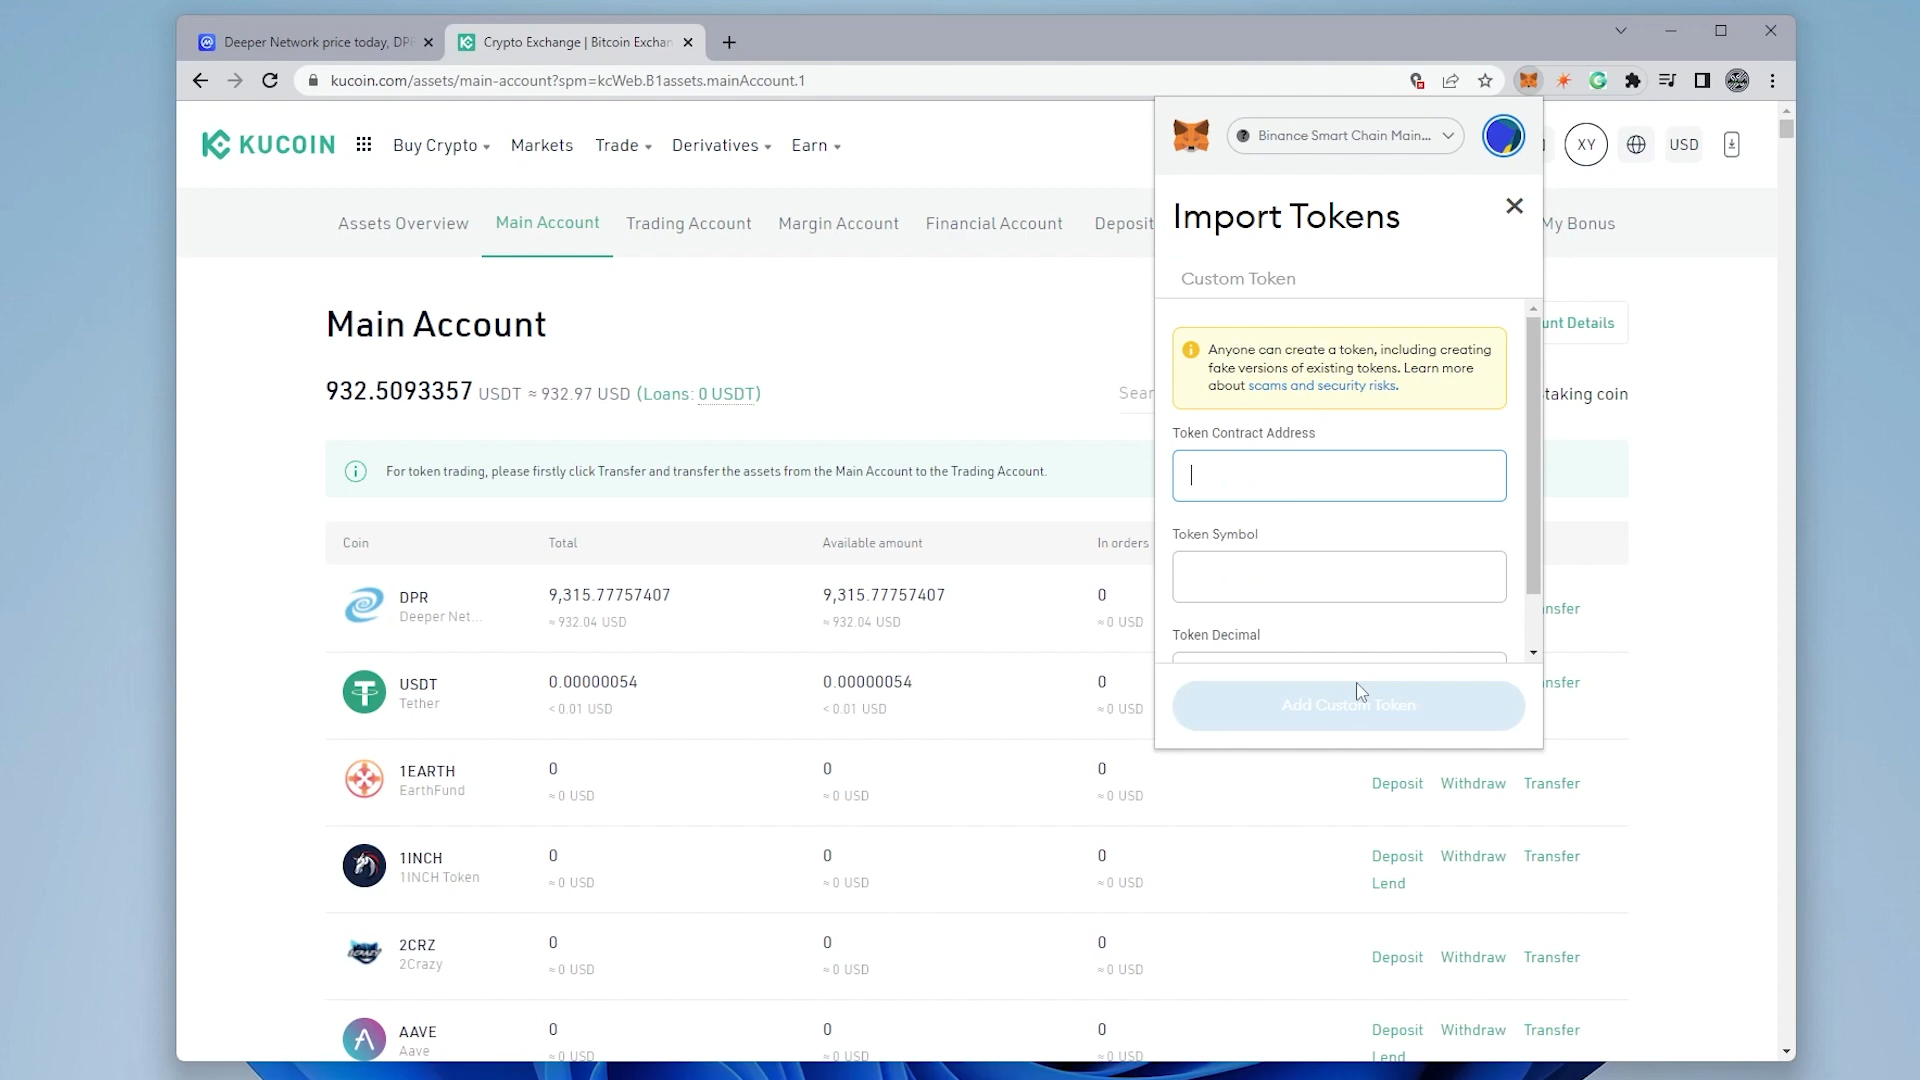 Deeper Network price today, DP
Crypto Exchange | Bitcoin Exchan
kucoin.com/assets/main-account?spm=kcWeb.B1assets.mainAccount.1
KUCOIN
Buy Crypto
Markets
Trade
Derivatives
Earn
XY
USD
Assets Overview
Main Account
Trading Account
Margin Account
Financial Account
Deposit
My Bonus
Main Account
unt Details
932.5093357 USDT ≈ 932.97 USD (Loans: 0 USDT)
Sear
taking coin
For token trading, please firstly click Transfer and transfer the assets from the Main Account to the Trading Account.
Coin Total Available amount In orders
DPR 9,315.77757407 9,315.77757407 0
Deeper Net... ≈ 932.04 USD ≈ 932.04 USD ≈ 0 USD
nsfer
USDT 0.00000054 0.00000054 0
Tether < 0.01 USD < 0.01 USD ≈ 0 USD
nsfer
1EARTH 0 0 0
EarthFund ≈ 0 USD ≈ 0 USD ≈ 0 USD
Deposit Withdraw Transfer
1INCH 0 0 0
1INCH Token ≈ 0 USD ≈ 0 USD ≈ 0 USD
Deposit Withdraw Transfer
Lend
2CRZ 0 0 0
2Crazy ≈ 0 USD ≈ 0 USD ≈ 0 USD
Deposit Withdraw Transfer
AAVE 0 0 0
Aave ≈ 0 USD ≈ 0 USD ≈ 0 USD
Deposit Withdraw Transfer
Lend
Binance Smart Chain Main...
Import Tokens
Custom Token
Anyone can create a token, including creating
fake versions of existing tokens. Learn more
about scams and security risks.
Token Contract Address
Token Symbol
Token Decimal
Add Custom Token